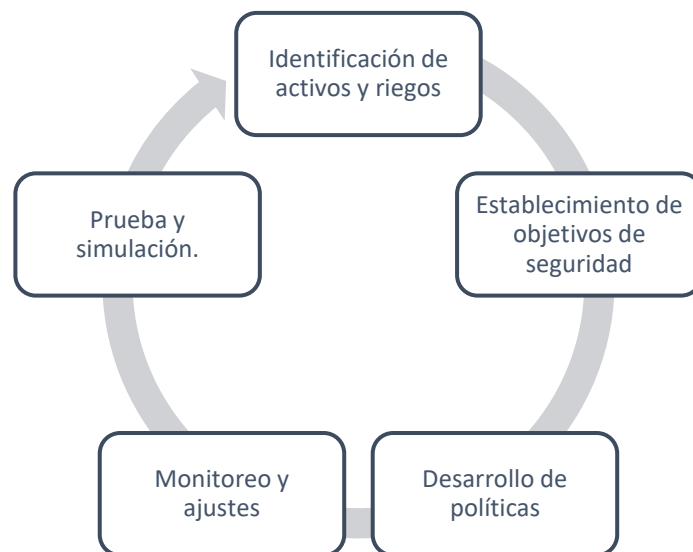 Identificación de
activos y riegos
Establecimiento de
objetivos de
seguridad
Desarrollo de
políticas
Monitoreo y
ajustes
Prueba y
simulación.